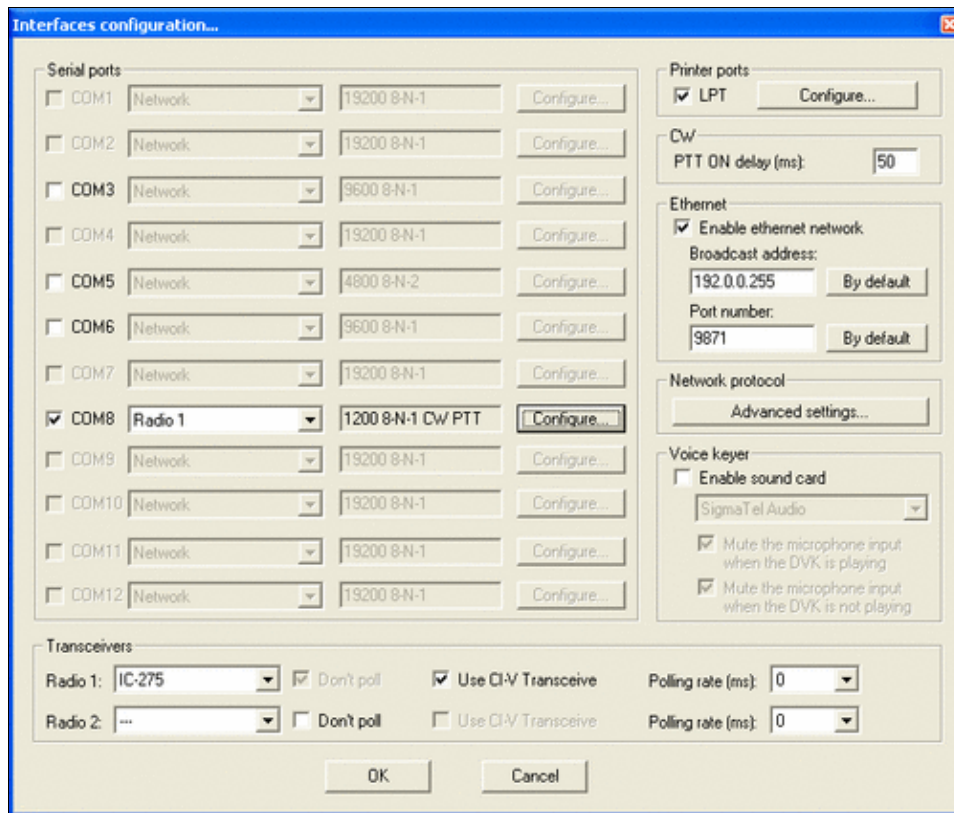 Interfaces configuration...
Serial ports
COM1 Network 19200 8-N-1 Configure...
COM2 Network 19200 8-N-1 Configure...
COM3 Network 9600 8-N-1 Configure...
COM4 Network 19200 8-N-1 Configure...
COM5 Network 4800 8-N-2 Configure...
COM6 Network 9600 8-N-1 Configure...
COM7 Network 19200 8-N-1 Configure...
COM8 Radio 1 1200 8-N-1 CW PTT Configure...
COM9 Network 19200 8-N-1 Configure...
COM10 Network 19200 8-N-1 Configure...
COM11 Network 19200 8-N-1 Configure...
COM12 Network 19200 8-N-1 Configure...
Printer ports
LPT Configure...
CW
PTT ON delay (ms): 50
Ethernet
Enable ethernet network
Broadcast address:
192.0.0.255 By default
Port number:
9871 By default
Network protocol
Advanced settings...
Voice keyer
Enable sound card
SigmaTel Audio
Mute the microphone input
when the DVK is playing
Mute the microphone input
when the DVK is not playing
Transceivers
Radio 1: IC-275 Don't poll Use CI-V Transceive Polling rate (ms): 0
Radio 2: --- Don't poll Use CI-V Transceive Polling rate (ms): 0
OK Cancel